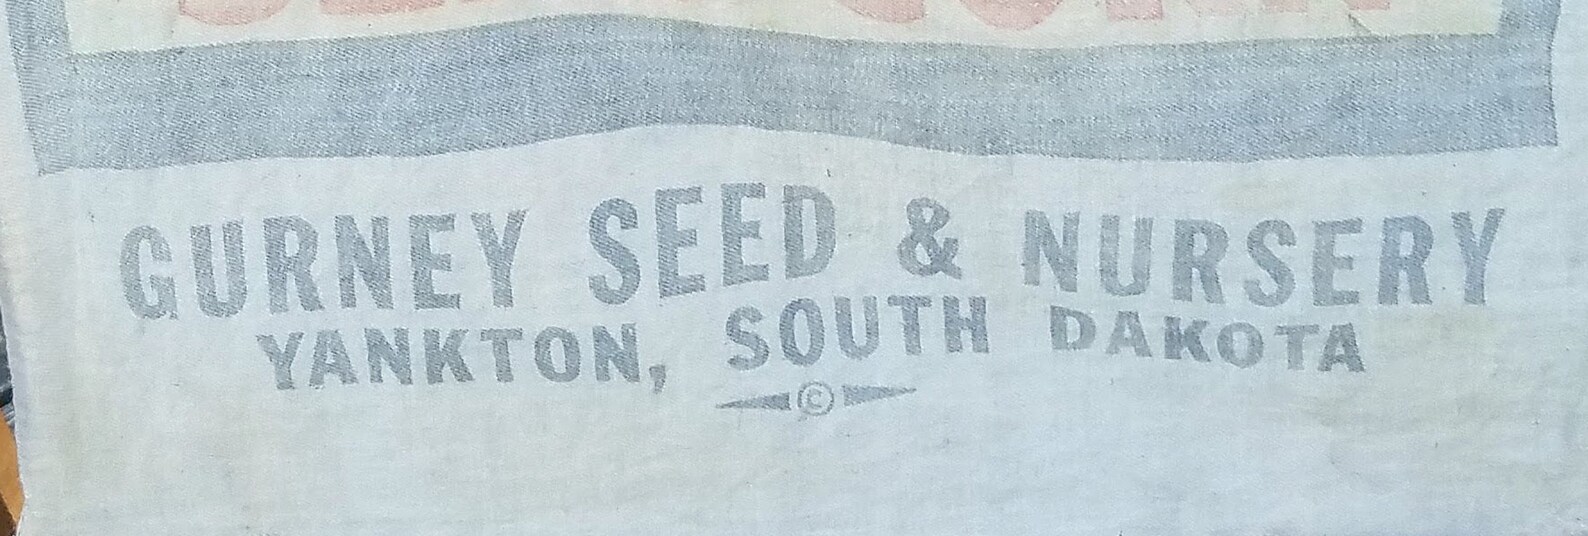 GURNEY SEED & NURSERY
YANKTON, SOUTH DAKOTA
©